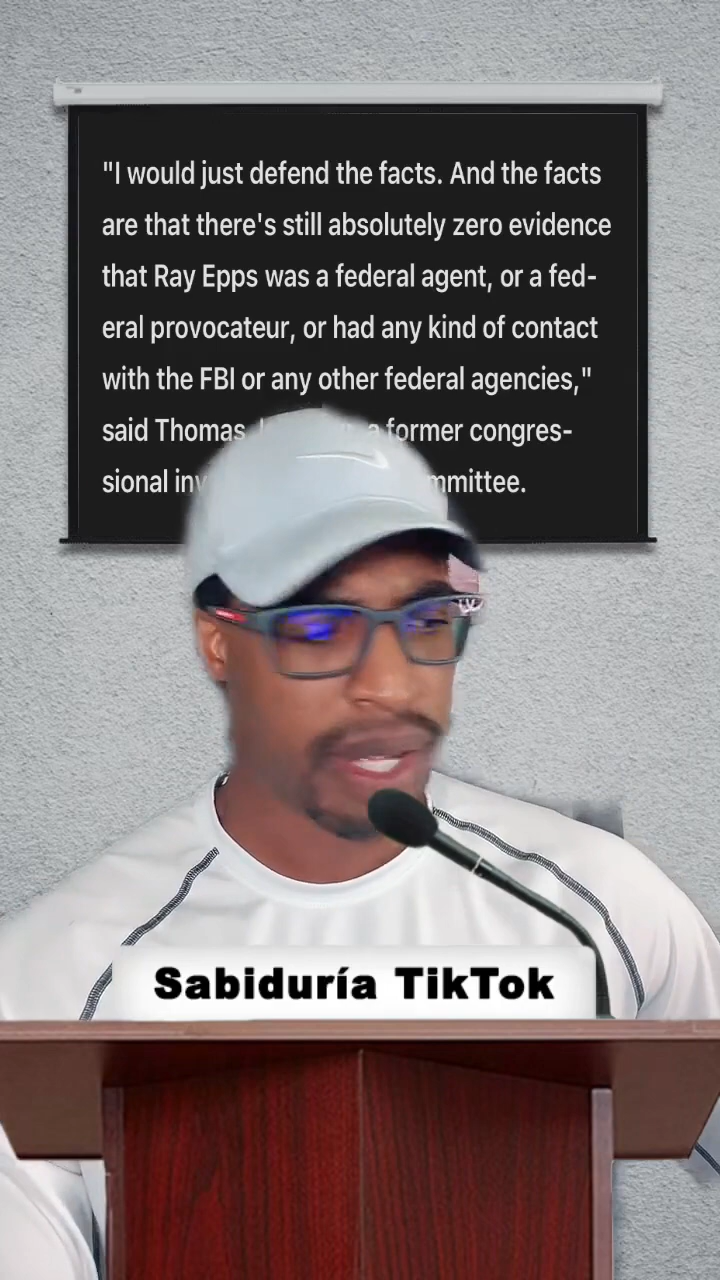 "I would just defend the facts. And the facts
are that there's still absolutely zero evidence
that Ray Epps was a federal agent, or a fed-
eral provocateur, or had any kind of contact
with the FBI or any other federal agencies,"
said Thomas a former congres-
sional
Sabiduría TikTok